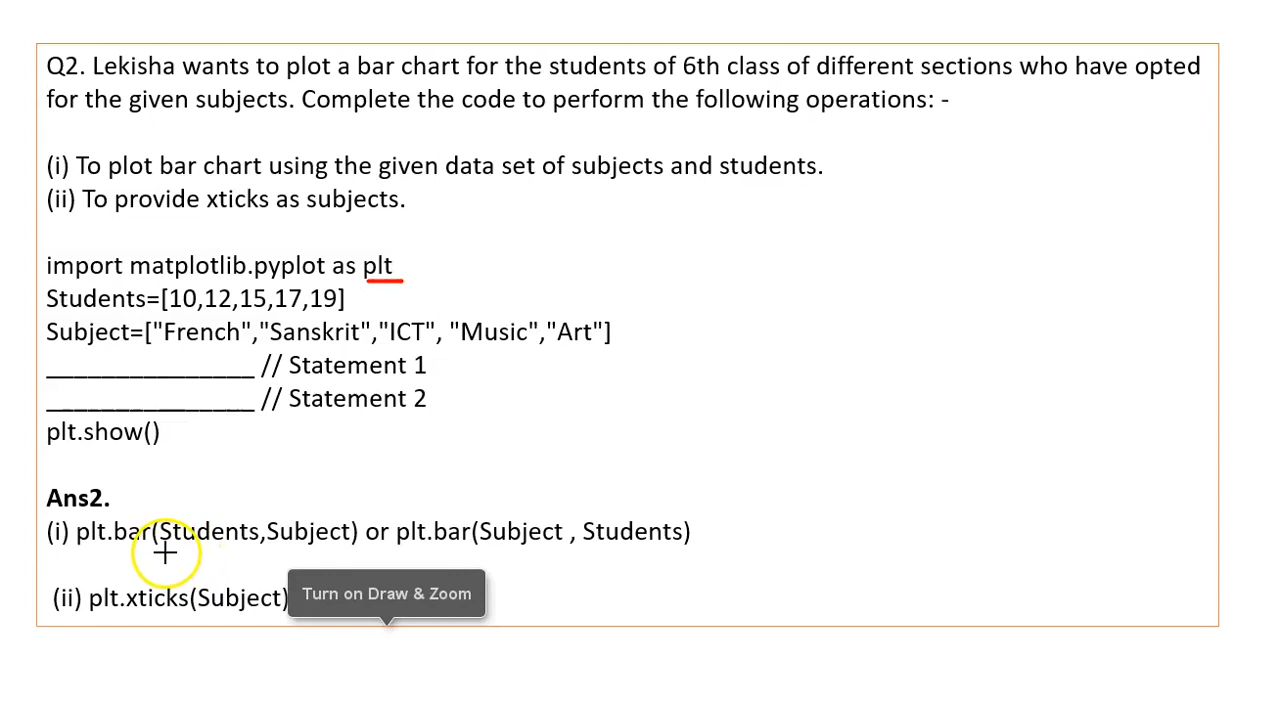 Q2. Lekisha wants to plot a bar chart for the students of 6th class of different sections who have opted
for the given subjects. Complete the code to perform the following operations: -
(i) To plot bar chart using the given data set of subjects and students.
(ii) To provide xticks as subjects.
import matplotlib.pyplot as plt
Students=[10,12,15,17,19]
Subject=["French","Sanskrit","ICT", "Music","Art"]
_______________ // Statement 1
_______________ // Statement 2
plt.show()
Ans2.
(i) plt.bar(Students,Subject) or plt.bar(Subject , Students)
(ii) plt.xticks(Subject)
Turn on Draw & Zoom